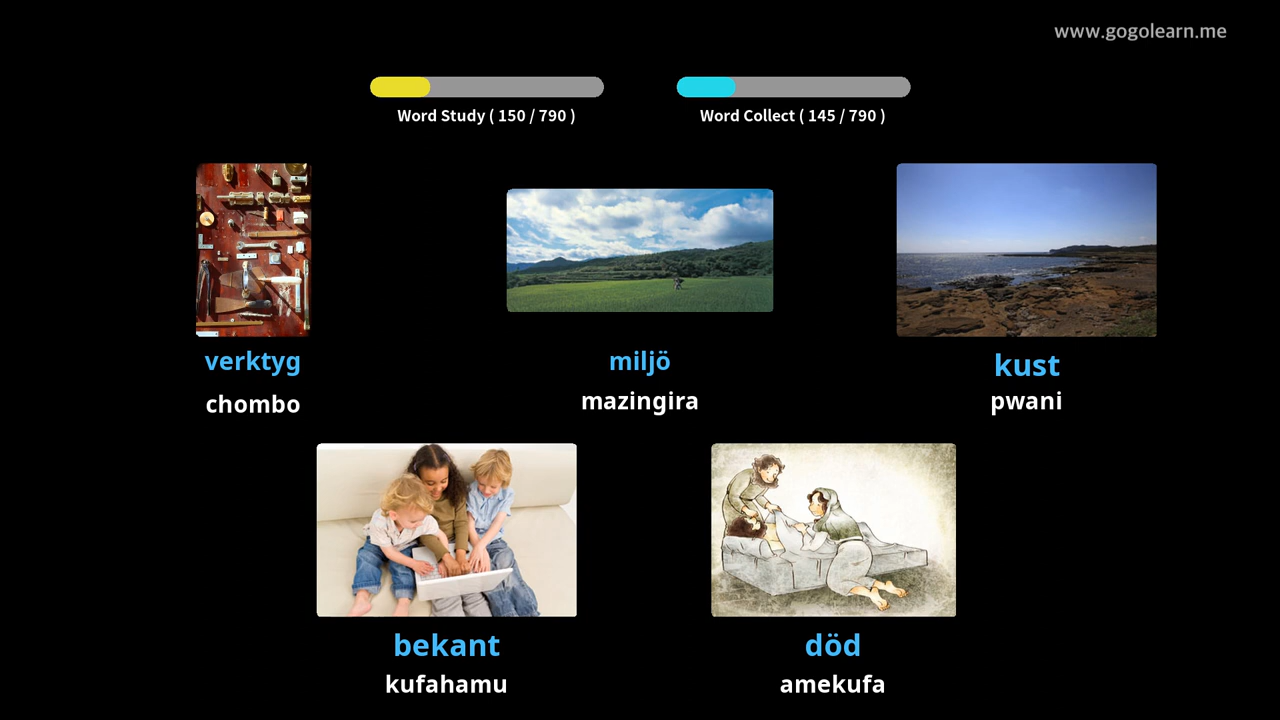 www.gogolearn.me
Word Study ( 150 / 790 )
Word Collect ( 145 / 790 )
verktyg
chombo
miljö
mazingira
kust
pwani
bekant
kufahamu
död
amekufa